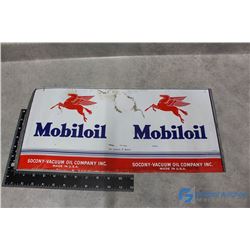 Mobiloil Mobiloil
SOCONY-VACUUM OIL COMPANY INC. SOCONY-VACUUM OIL COMPANY INC.
MADE IN U.S.A. MADE IN U.S.A.